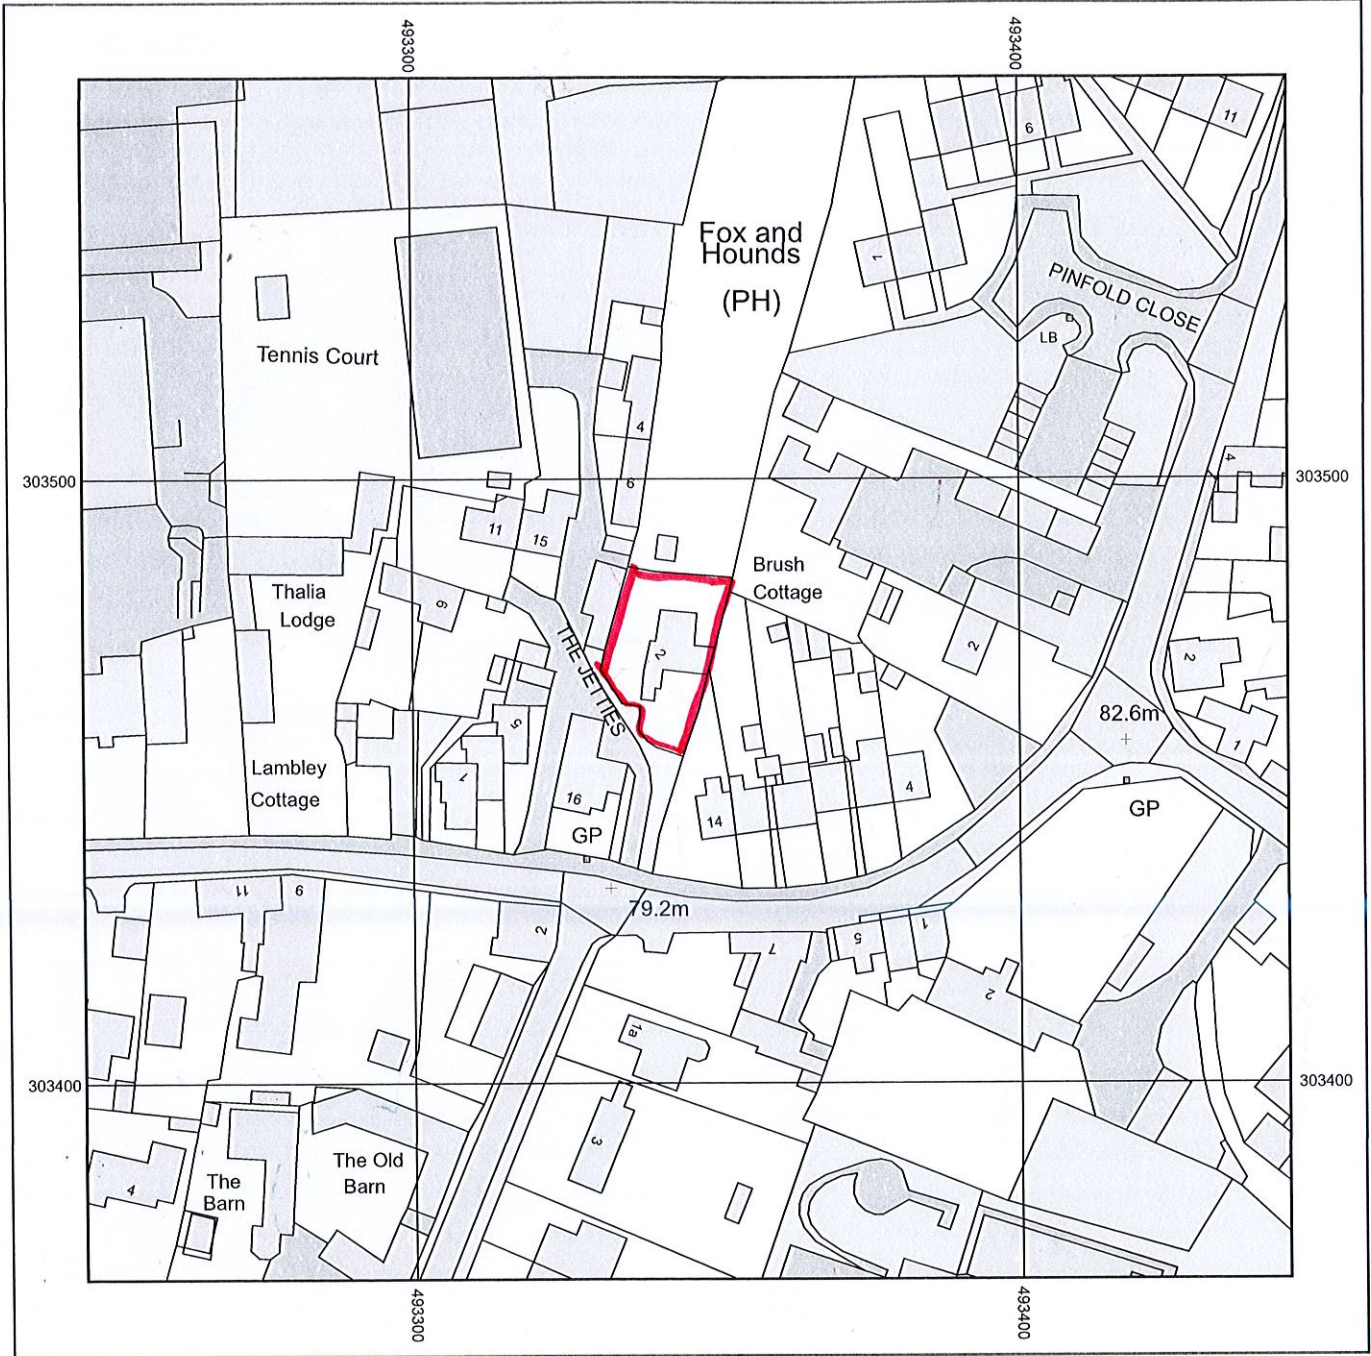 493300
493400
11
6
Fox and
Hounds
(PH)
1
PINFOLD CLOSE
LB
Tennis Court
4
4
303500
6
303500
11
15
Brush
Cottage
Thalia
Lodge
9
THE JETTIES
2
2
2
82.6m
1
5
Lambley
Cottage
1
16
4
14
GP
GP
11
9
79.2m
2
7
5
1
2
1a
303400
303400
3
The Old
Barn
The
Barn
4
493300
493400